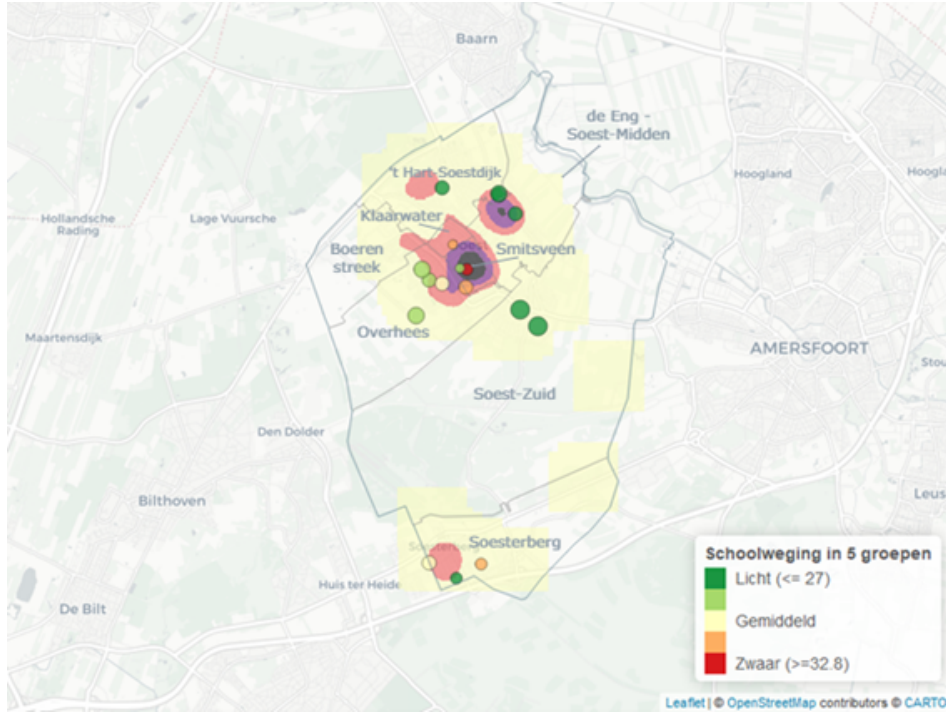 Baarn
de Eng -
Soest-Midden
Hoogland
't Hart-Soestdijk
Hollandsche
Rading
Lage Vuursche
Klaarwater
Boeren
streek
Smitsveen
Maartensdijk
Overhees
AMERSFOORT
Soest-Zuid
Den Dolder
Bilthoven
Leus
Soesterberg
Soesterberg
Huis ter Heide
De Bilt
Schoolweging in 5 groepen
Licht (<= 27)
Gemiddeld
Zwaar (>=32.8)
Leaflet | © OpenStreetMap contributors © CARTO